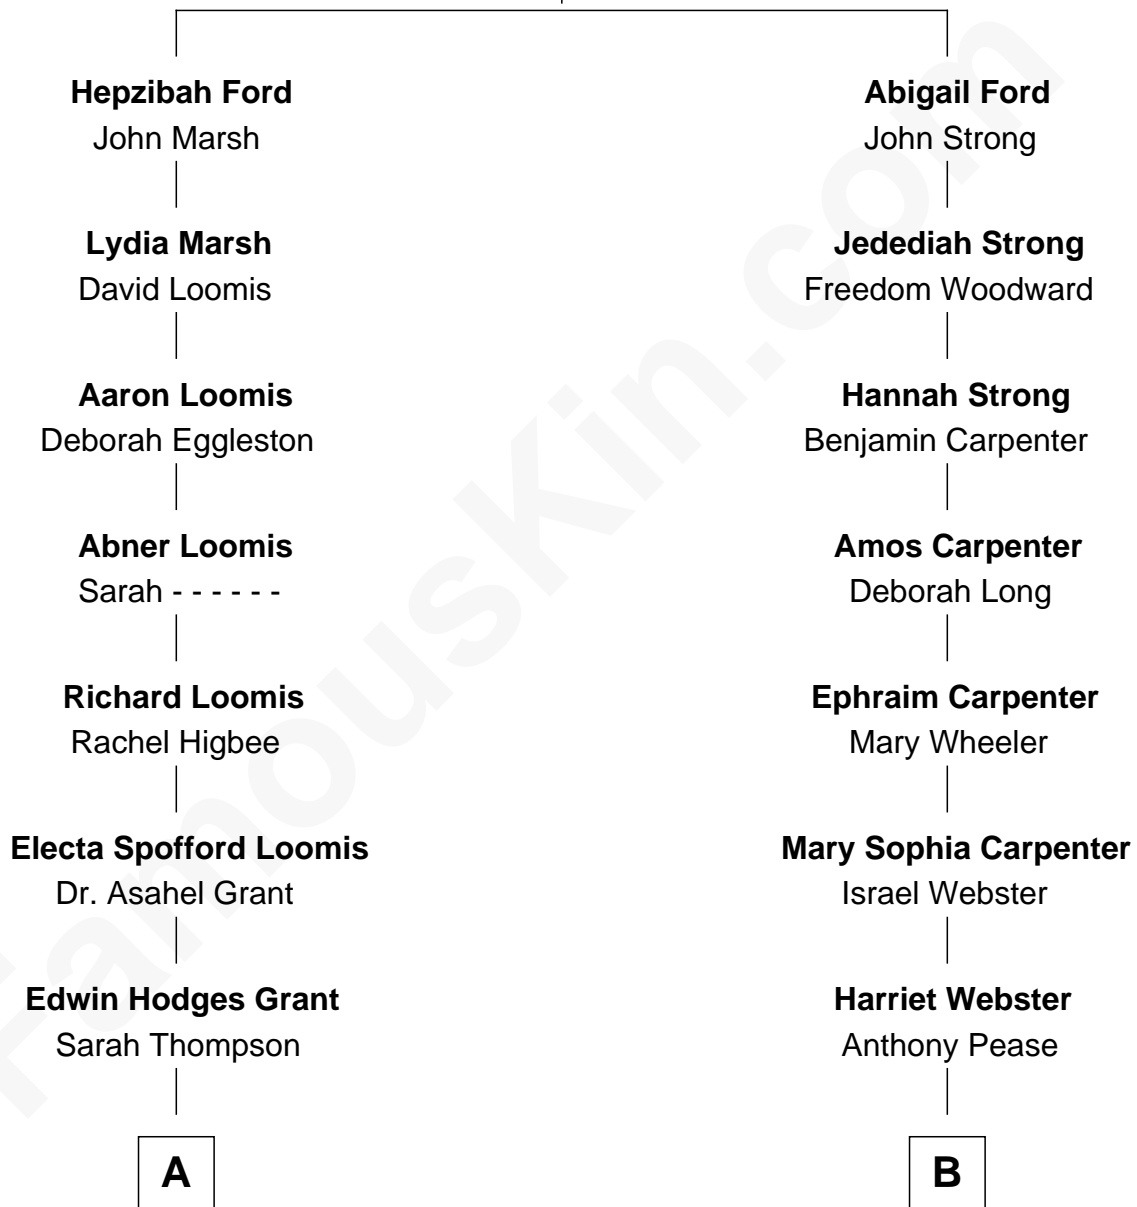 Hepzibah Ford
John Marsh
Abigail Ford
John Strong
Lydia Marsh
David Loomis
Jedediah Strong
Freedom Woodward
Aaron Loomis
Deborah Eggleston
Hannah Strong
Benjamin Carpenter
Abner Loomis
Sarah - - - - - -
Amos Carpenter
Deborah Long
Richard Loomis
Rachel Higbee
Ephraim Carpenter
Mary Wheeler
Electa Spofford Loomis
Dr. Asahel Grant
Mary Sophia Carpenter
Israel Webster
Edwin Hodges Grant
Sarah Thompson
Harriet Webster
Anthony Pease
A
B
FamousKin.com